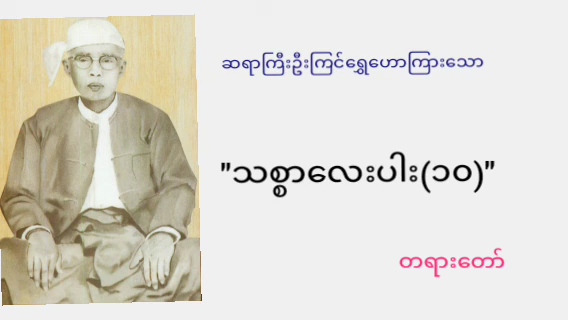 ဆရာကြီးဦးကြင်ရွှေဟောကြားသော
"သစ္စာလေးပါး(၁၀)"
တရားတော်